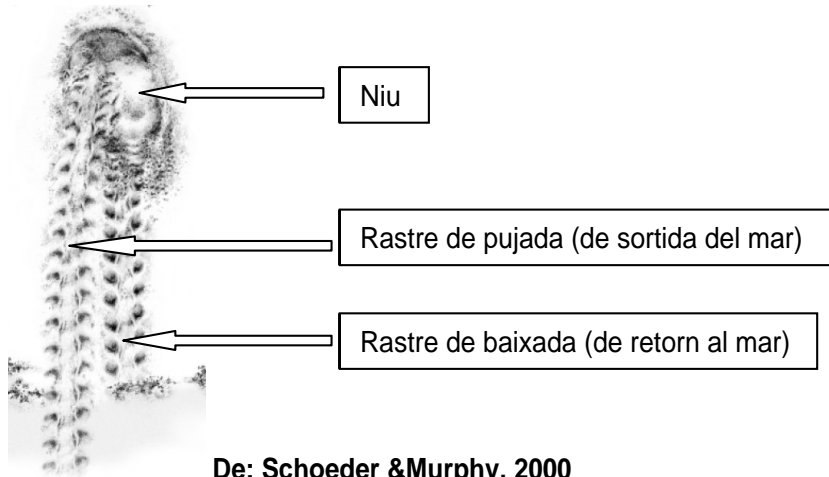 Niu
Rastre de pujada (de sortida del mar)
Rastre de baixada (de retorn al mar)
De: Schoeder &Murphy, 2000